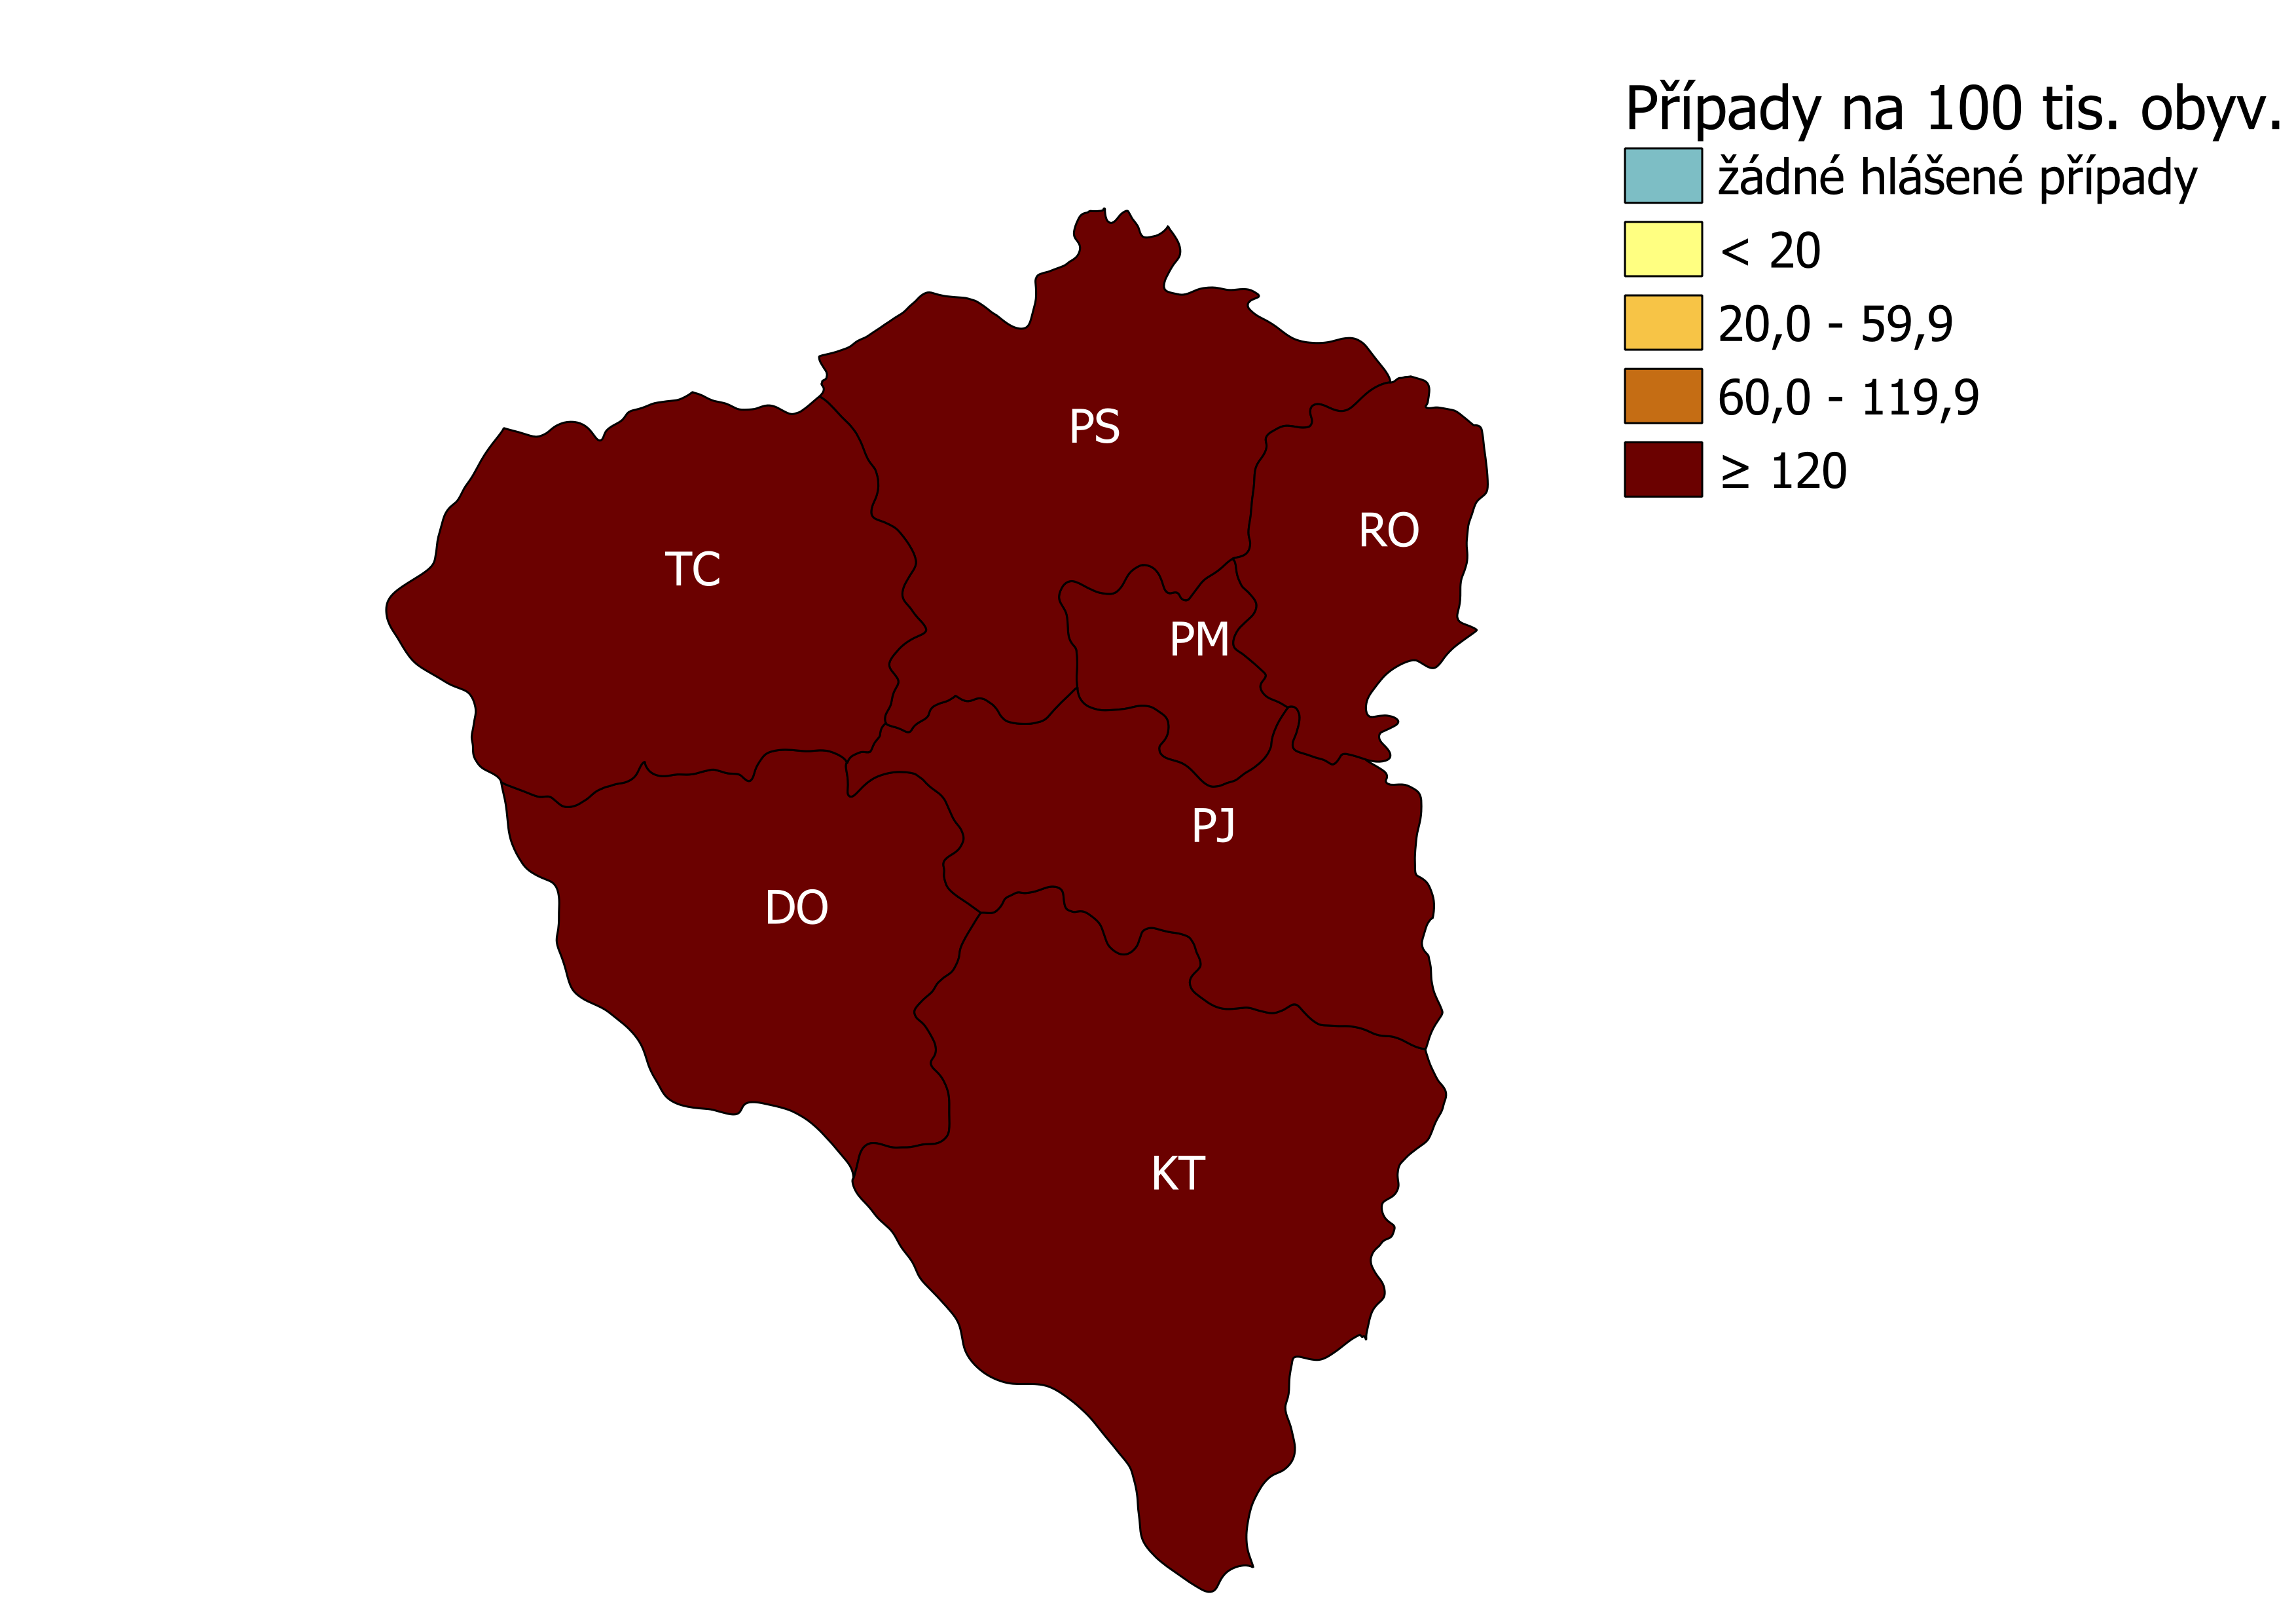 Případy na 100 tis. obyv.
žádné hlášené případy
< 20
20,0 - 59,9
60,0 - 119,9
≥ 120
PS
RO
TC
PM
PJ
DO
KT